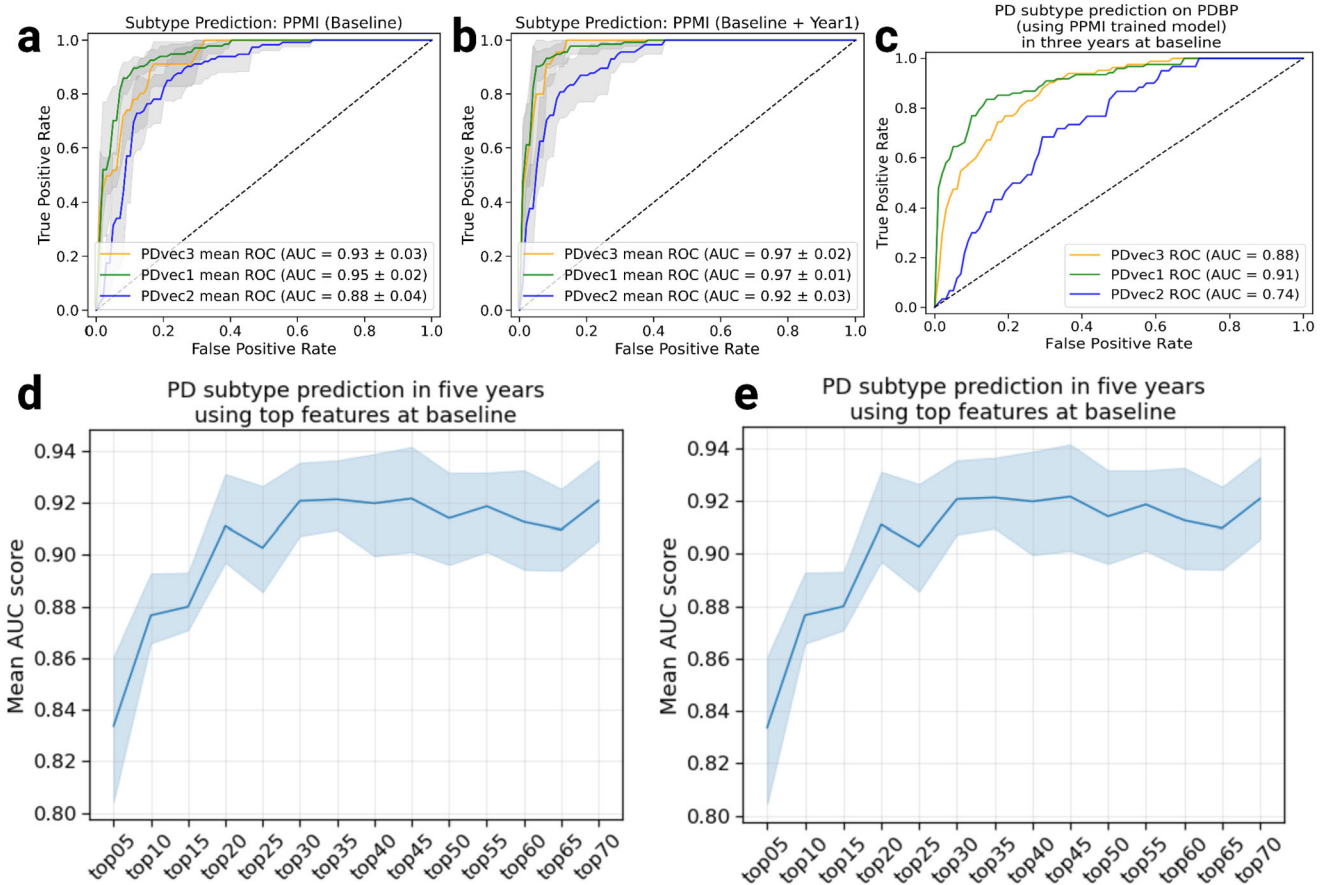 a
Subtype Prediction: PPMI (Baseline)
True Positive Rate
1.0
0.8
0.6
0.4
0.2
0.0
PDvec3 mean ROC (AUC = 0.93 ± 0.03)
PDvec1 mean ROC (AUC = 0.95 ± 0.02)
PDvec2 mean ROC (AUC = 0.88 ± 0.04)
0.0 0.2 0.4 0.6 0.8 1.0
False Positive Rate
b
Subtype Prediction: PPMI (Baseline + Year1)
True Positive Rate
1.0
0.8
0.6
0.4
0.2
0.0
PDvec3 mean ROC (AUC = 0.97 ± 0.02)
PDvec1 mean ROC (AUC = 0.97 ± 0.01)
PDvec2 mean ROC (AUC = 0.92 ± 0.03)
0.0 0.2 0.4 0.6 0.8 1.0
False Positive Rate
c
PD subtype prediction on PDBP
(using PPMI trained model)
in three years at baseline
True Positive Rate
1.0
0.8
0.6
0.4
0.2
0.0
PDvec3 ROC (AUC = 0.88)
PDvec1 ROC (AUC = 0.91)
PDvec2 ROC (AUC = 0.74)
0.0 0.2 0.4 0.6 0.8 1.0
False Positive Rate
d
PD subtype prediction in five years
using top features at baseline
Mean AUC score
0.94
0.92
0.90
0.88
0.86
0.84
0.82
0.80
top05 top10 top15 top20 top25 top30 top35 top40 top45 top50 top55 top60 top65 top70
e
PD subtype prediction in five years
using top features at baseline
Mean AUC score
0.94
0.92
0.90
0.88
0.86
0.84
0.82
0.80
top05 top10 top15 top20 top25 top30 top35 top40 top45 top50 top55 top60 top65 top70